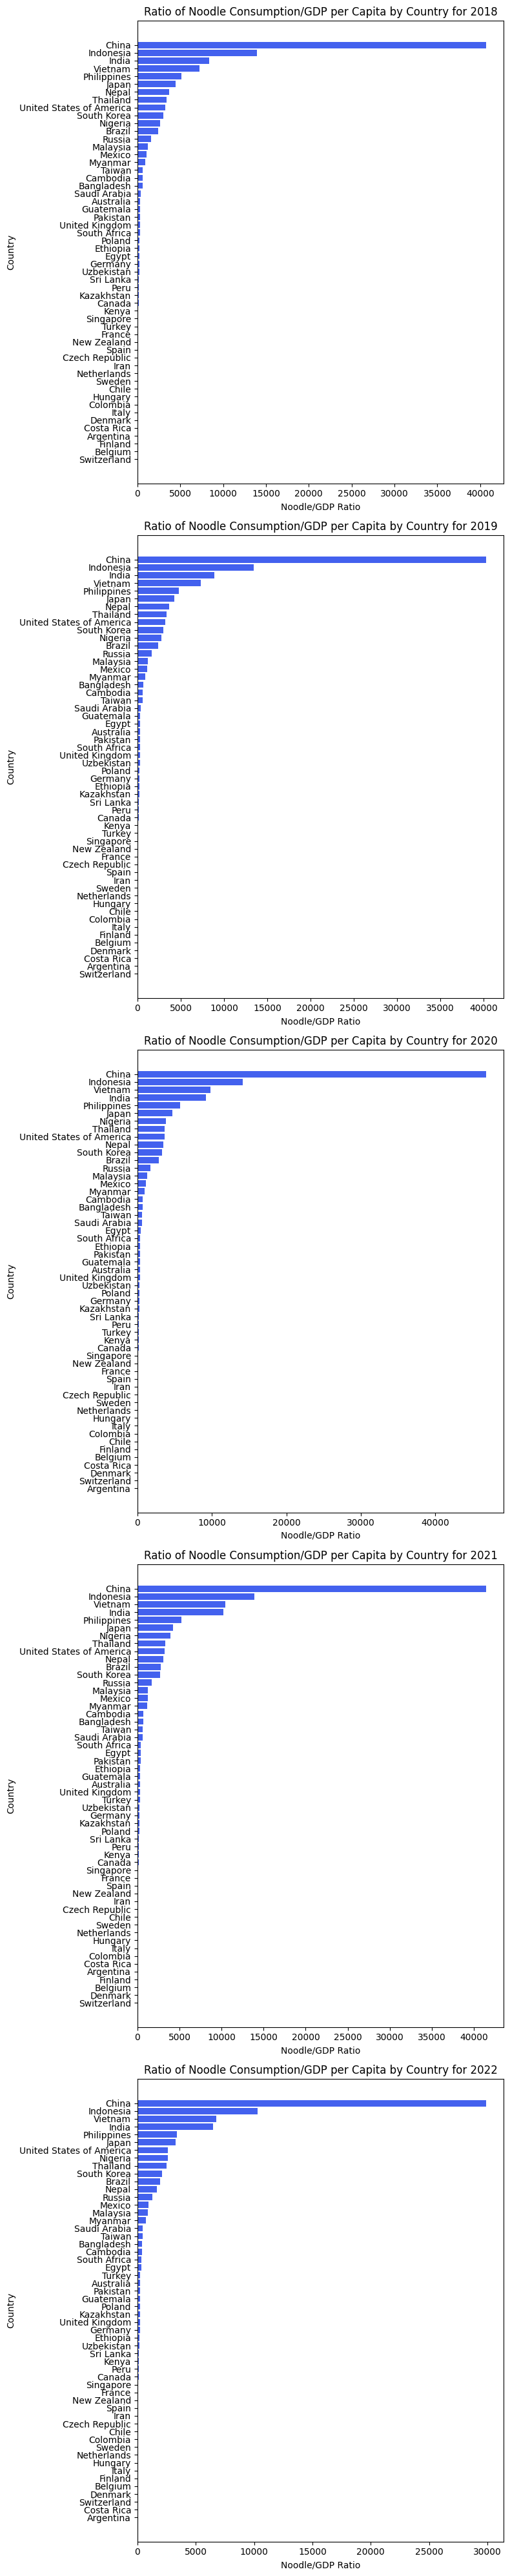 Ratio of Noodle Consumption/GDP per Capita by Country for 2018
China
Indonesia
India
Vietnam
Philippines
Japan
Nepal
Thailand
United States of America
South Korea
Nigeria
Brazil
Russia
Malaysia
Mexico
Myanmar
Taiwan
Cambodia
Bangladesh
Saudi Arabia
Australia
Guatemala
Pakistan
United Kingdom
South Africa
Poland
Ethiopia
Egypt
Germany
Uzbekistan
Sri Lanka
Peru
Kazakhstan
Canada
Kenya
Singapore
Turkey
France
New Zealand
Spain
Czech Republic
Iran
Netherlands
Sweden
Chile
Hungary
Colombia
Italy
Denmark
Costa Rica
Argentina
Finland
Belgium
Switzerland
Country
0 5000 10000 15000 20000 25000 30000 35000 40000
Noodle/GDP Ratio
Ratio of Noodle Consumption/GDP per Capita by Country for 2019
China
Indonesia
India
Vietnam
Philippines
Japan
Nepal
Thailand
United States of America
South Korea
Nigeria
Brazil
Russia
Malaysia
Mexico
Myanmar
Bangladesh
Cambodia
Taiwan
Saudi Arabia
Guatemala
Egypt
Australia
Pakistan
South Africa
United Kingdom
Uzbekistan
Poland
Germany
Ethiopia
Kazakhstan
Sri Lanka
Peru
Canada
Kenya
Turkey
Singapore
New Zealand
France
Czech Republic
Spain
Iran
Sweden
Netherlands
Hungary
Chile
Colombia
Italy
Finland
Belgium
Denmark
Costa Rica
Argentina
Switzerland
Country
0 5000 10000 15000 20000 25000 30000 35000 40000
Noodle/GDP Ratio
Ratio of Noodle Consumption/GDP per Capita by Country for 2020
China
Indonesia
Vietnam
India
Philippines
Japan
Nigeria
Thailand
United States of America
Nepal
South Korea
Brazil
Russia
Malaysia
Mexico
Myanmar
Cambodia
Bangladesh
Taiwan
Saudi Arabia
Egypt
South Africa
Ethiopia
Pakistan
Guatemala
Australia
United Kingdom
Uzbekistan
Poland
Germany
Kazakhstan
Sri Lanka
Peru
Turkey
Kenya
Canada
Singapore
New Zealand
France
Spain
Iran
Czech Republic
Sweden
Netherlands
Hungary
Italy
Colombia
Chile
Finland
Belgium
Costa Rica
Denmark
Switzerland
Argentina
Country
0 10000 20000 30000 40000
Noodle/GDP Ratio
Ratio of Noodle Consumption/GDP per Capita by Country for 2021
China
Indonesia
Vietnam
India
Philippines
Japan
Nigeria
Thailand
United States of America
Nepal
Brazil
South Korea
Russia
Malaysia
Mexico
Myanmar
Cambodia
Bangladesh
Taiwan
Saudi Arabia
South Africa
Egypt
Pakistan
Ethiopia
Guatemala
Australia
United Kingdom
Turkey
Uzbekistan
Germany
Kazakhstan
Poland
Sri Lanka
Peru
Kenya
Canada
Singapore
France
Spain
New Zealand
Iran
Czech Republic
Chile
Sweden
Netherlands
Hungary
Italy
Colombia
Costa Rica
Argentina
Finland
Belgium
Denmark
Switzerland
Country
0 5000 10000 15000 20000 25000 30000 35000 40000
Noodle/GDP Ratio
Ratio of Noodle Consumption/GDP per Capita by Country for 2022
China
Indonesia
Vietnam
India
Philippines
Japan
United States of America
Nigeria
Thailand
South Korea
Brazil
Nepal
Russia
Mexico
Malaysia
Myanmar
Saudi Arabia
Taiwan
Bangladesh
Cambodia
South Africa
Egypt
Turkey
Australia
Pakistan
Guatemala
Poland
Kazakhstan
United Kingdom
Germany
Ethiopia
Uzbekistan
Sri Lanka
Kenya
Peru
Canada
Singapore
France
New Zealand
Spain
Iran
Czech Republic
Chile
Colombia
Sweden
Netherlands
Hungary
Italy
Finland
Belgium
Denmark
Switzerland
Costa Rica
Argentina
Country
0 5000 10000 15000 20000 25000 30000
Noodle/GDP Ratio